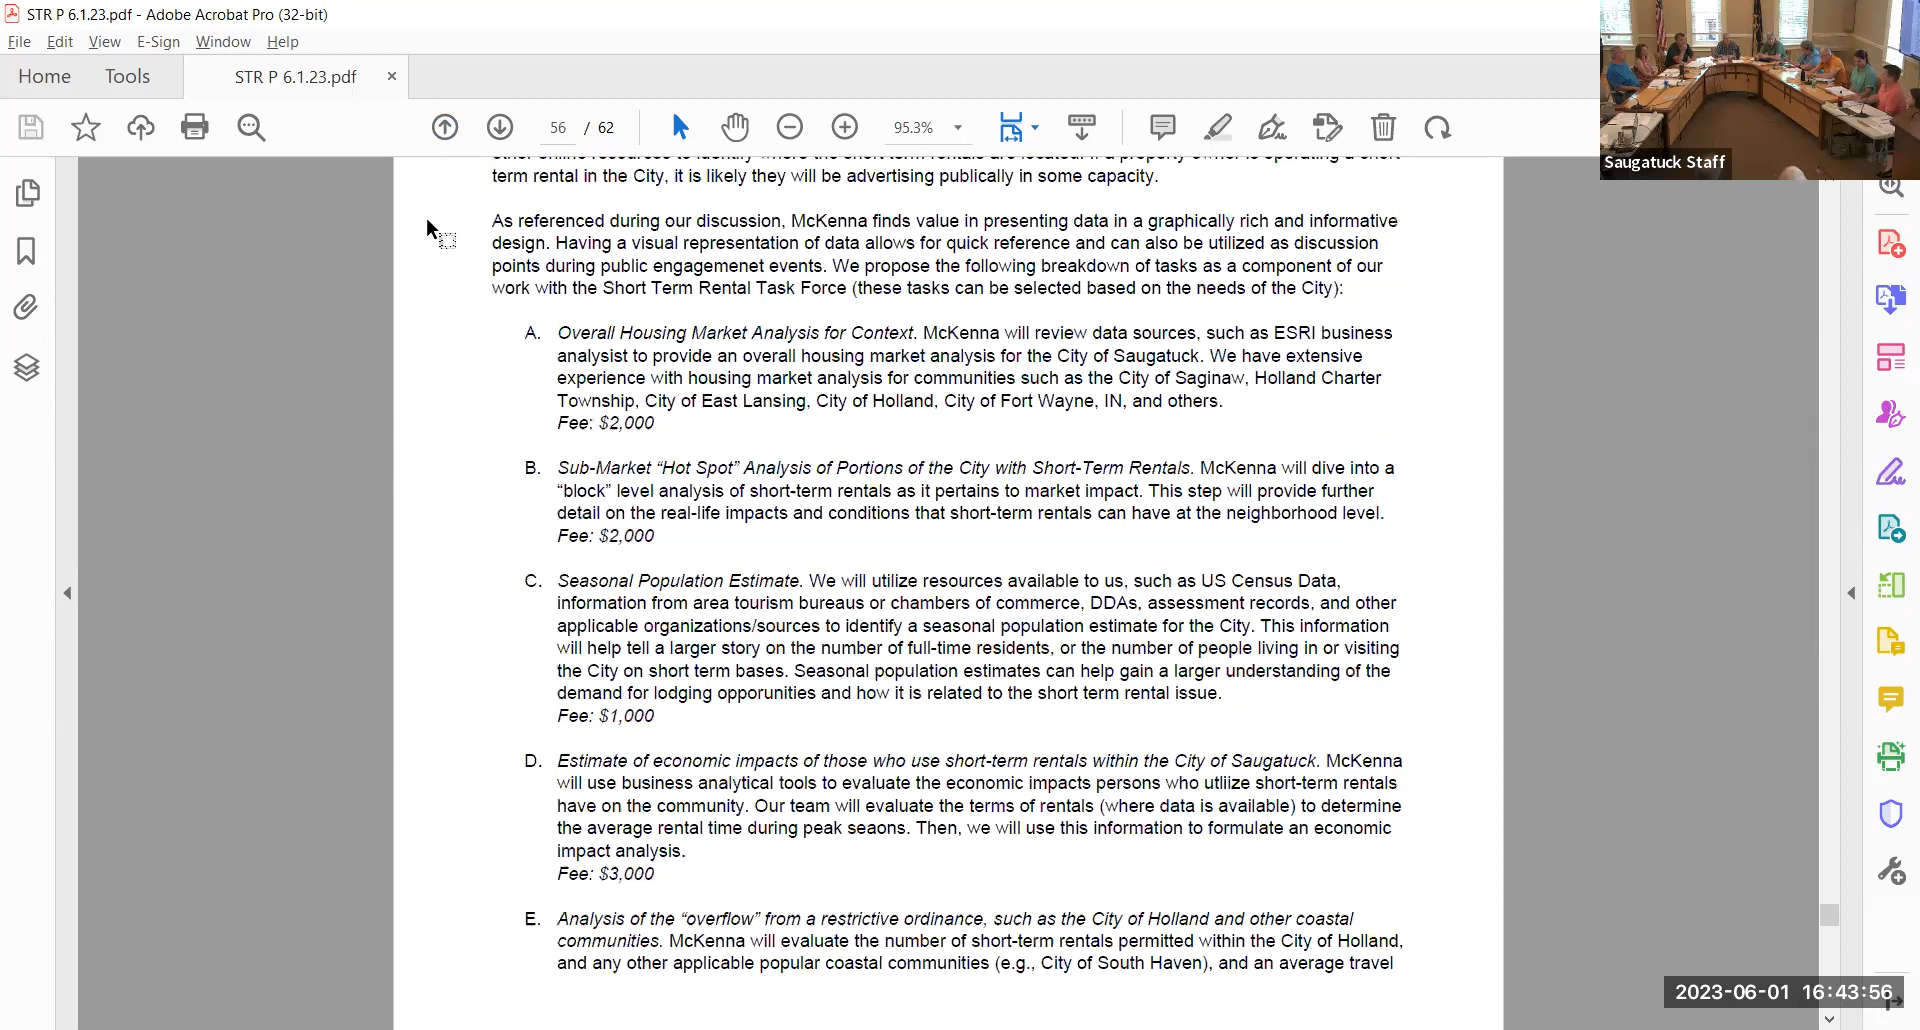 STR P 6.1.23.pdf - Adobe Acrobat Pro (32-bit)
File Edit View E-Sign Window Help
Home Tools STR P 6.1.23.pdf ×
56 / 62 95.3%
Saugatuck Staff
other online resources to identify where the short term rentals are located. If a property owner is operating a short
term rental in the City, it is likely they will be advertising publically in some capacity.
As referenced during our discussion, McKenna finds value in presenting data in a graphically rich and informative
design. Having a visual representation of data allows for quick reference and can also be utilized as discussion
points during public engagemenet events. We propose the following breakdown of tasks as a component of our
work with the Short Term Rental Task Force (these tasks can be selected based on the needs of the City):
A. Overall Housing Market Analysis for Context. McKenna will review data sources, such as ESRI business
analysist to provide an overall housing market analysis for the City of Saugatuck. We have extensive
experience with housing market analysis for communities such as the City of Saginaw, Holland Charter
Township, City of East Lansing, City of Holland, City of Fort Wayne, IN, and others.
Fee: $2,000
B. Sub-Market “Hot Spot” Analysis of Portions of the City with Short-Term Rentals. McKenna will dive into a
“block” level analysis of short-term rentals as it pertains to market impact. This step will provide further
detail on the real-life impacts and conditions that short-term rentals can have at the neighborhood level.
Fee: $2,000
C. Seasonal Population Estimate. We will utilize resources available to us, such as US Census Data,
information from area tourism bureaus or chambers of commerce, DDAs, assessment records, and other
applicable organizations/sources to identify a seasonal population estimate for the City. This information
will help tell a larger story on the number of full-time residents, or the number of people living in or visiting
the City on short term bases. Seasonal population estimates can help gain a larger understanding of the
demand for lodging opporunities and how it is related to the short term rental issue.
Fee: $1,000
D. Estimate of economic impacts of those who use short-term rentals within the City of Saugatuck. McKenna
will use business analytical tools to evaluate the economic impacts persons who utliize short-term rentals
have on the community. Our team will evaluate the terms of rentals (where data is available) to determine
the average rental time during peak seaons. Then, we will use this information to formulate an economic
impact analysis.
Fee: $3,000
E. Analysis of the “overflow” from a restrictive ordinance, such as the City of Holland and other coastal
communities. McKenna will evaluate the number of short-term rentals permitted within the City of Holland,
and any other applicable popular coastal communities (e.g., City of South Haven), and an average travel
2023-06-01 16:43:56